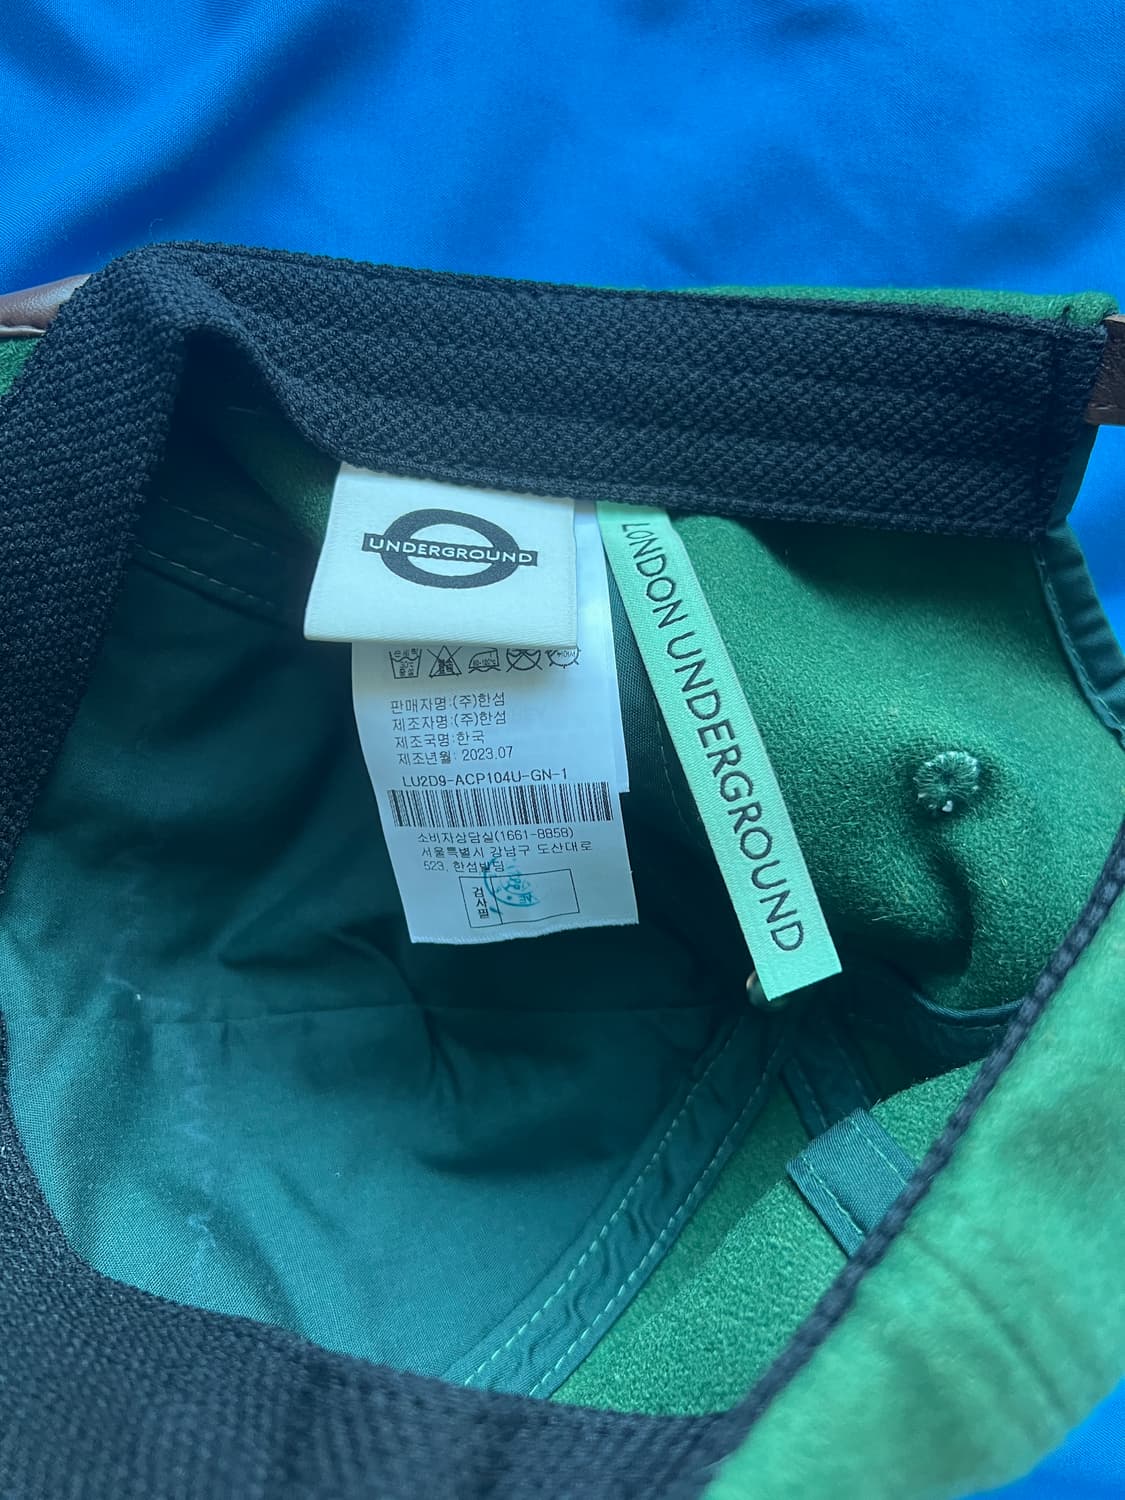 UNDERGROUND
LONDON UNDERGROUND
판매자명:(주)한섬
제조자명:(주)한섬
제조국명:한국
제조년월: 2023.07
LU2D9-ACP104U-GN-1
소비자상담실(1661-8858)
서울특별시 강남구 도산대로
523, 한섬빌딩
검사필